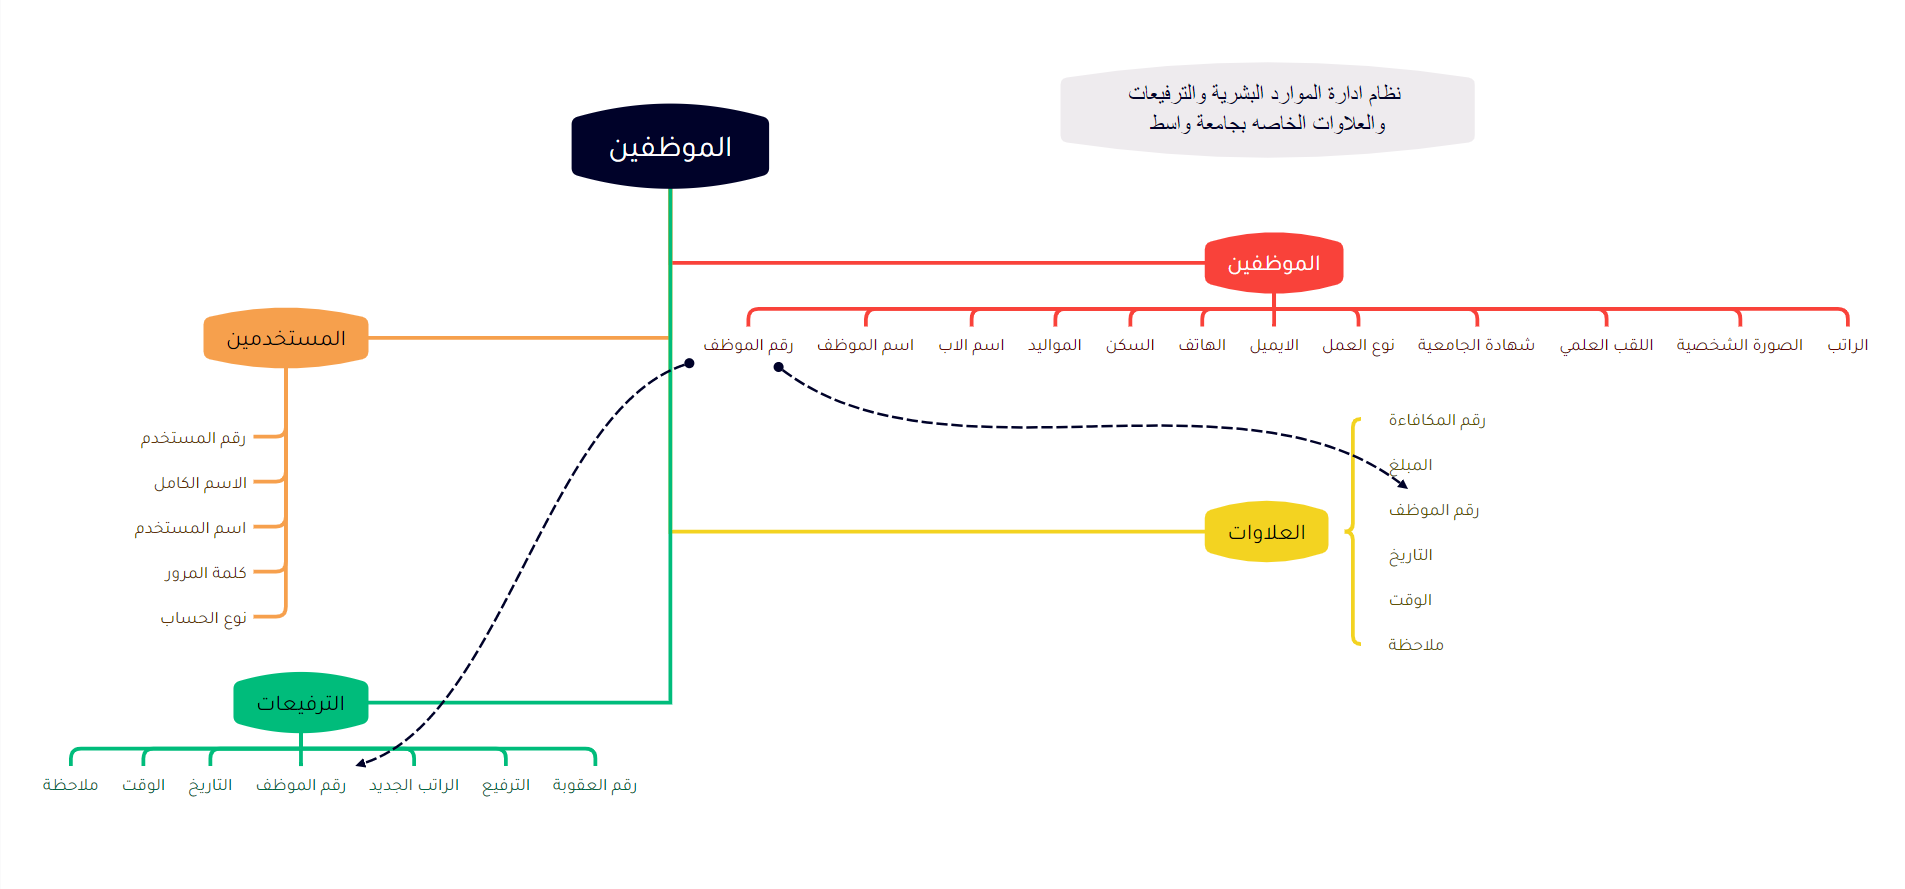 نظام ادارة الموارد البشرية والترفيعات
والعلاوات الخاصه بجامعة واسط
الموظفين
الموظفين
رقم الموظف
اسم الموظف
اسم الاب
المواليد
السكن
الهاتف
الايميل
نوع العمل
شهادة الجامعية
اللقب العلمي
الصورة الشخصية
الراتب
المستخدمين
رقم المستخدم
الاسم الكامل
اسم المستخدم
كلمة المرور
نوع الحساب
العلاوات
رقم المكافاءة
المبلغ
رقم الموظف
التاريخ
الوقت
ملاحظة
الترفيعات
رقم العقوبة
الترفيع
الراتب الجديد
رقم الموظف
التاريخ
الوقت
ملاحظة